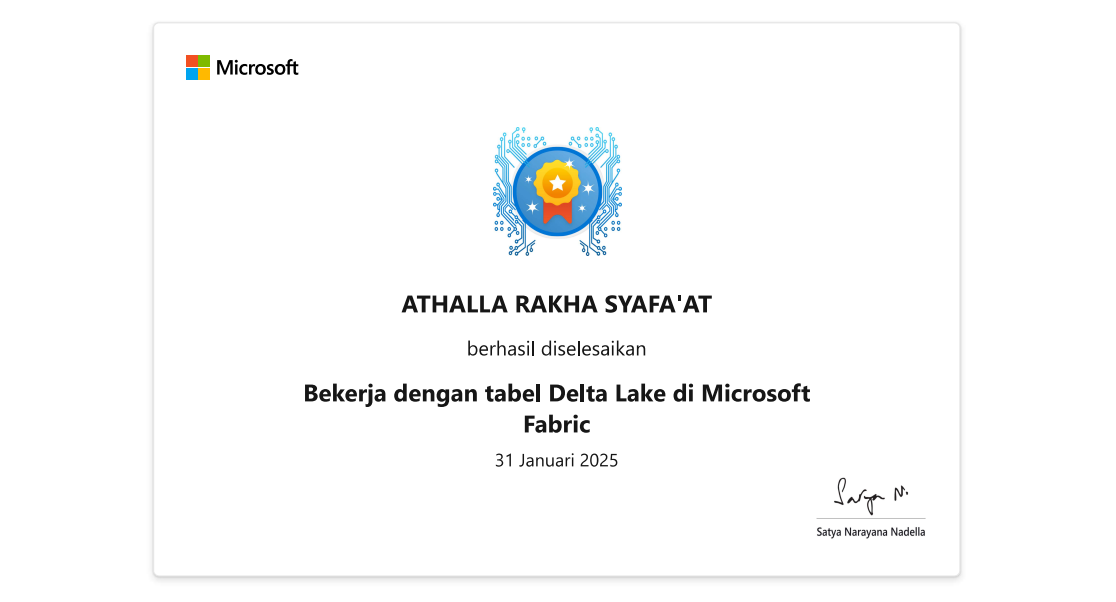 Microsoft
ATHALLA RAKHA SYAFA'AT
berhasil diselesaikan
Bekerja dengan tabel Delta Lake di Microsoft
Fabric
31 Januari 2025
Satya N.
Satya Narayana Nadella